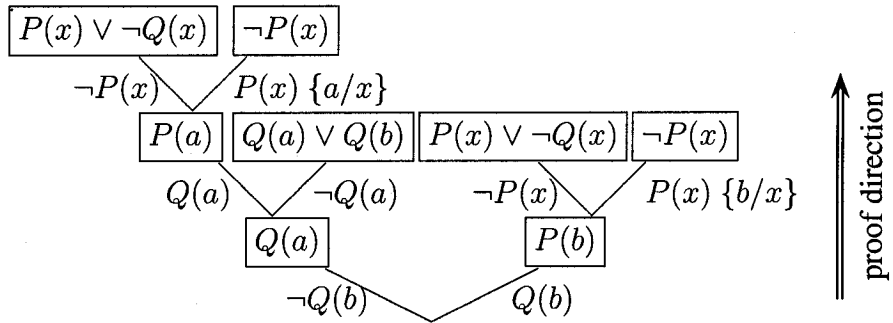 P(x) ∨ ¬Q(x) ¬P(x)
¬P(x) P(x) {a/x}
P(a) Q(a) ∨ Q(b) P(x) ∨ ¬Q(x) ¬P(x)
Q(a) ¬Q(a) ¬P(x) P(x) {b/x}
Q(a) P(b)
¬Q(b) Q(b)
proof direction